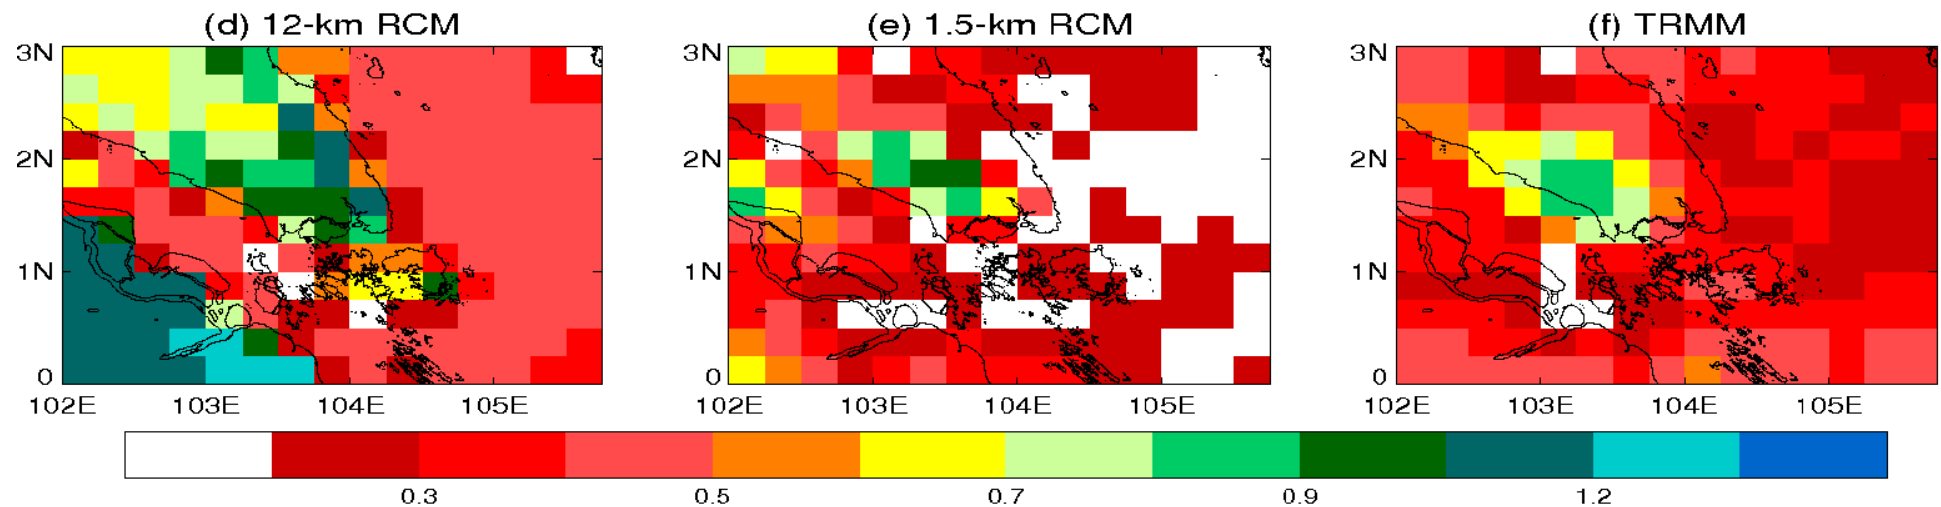 (d) 12-km RCM (e) 1.5-km RCM (f) TRMM
3N 3N 3N
2N 2N 2N
1N 1N 1N
0 0 0
102E 103E 104E 105E 102E 103E 104E 105E 102E 103E 104E 105E
0.3 0.5 0.7 0.9 1.2